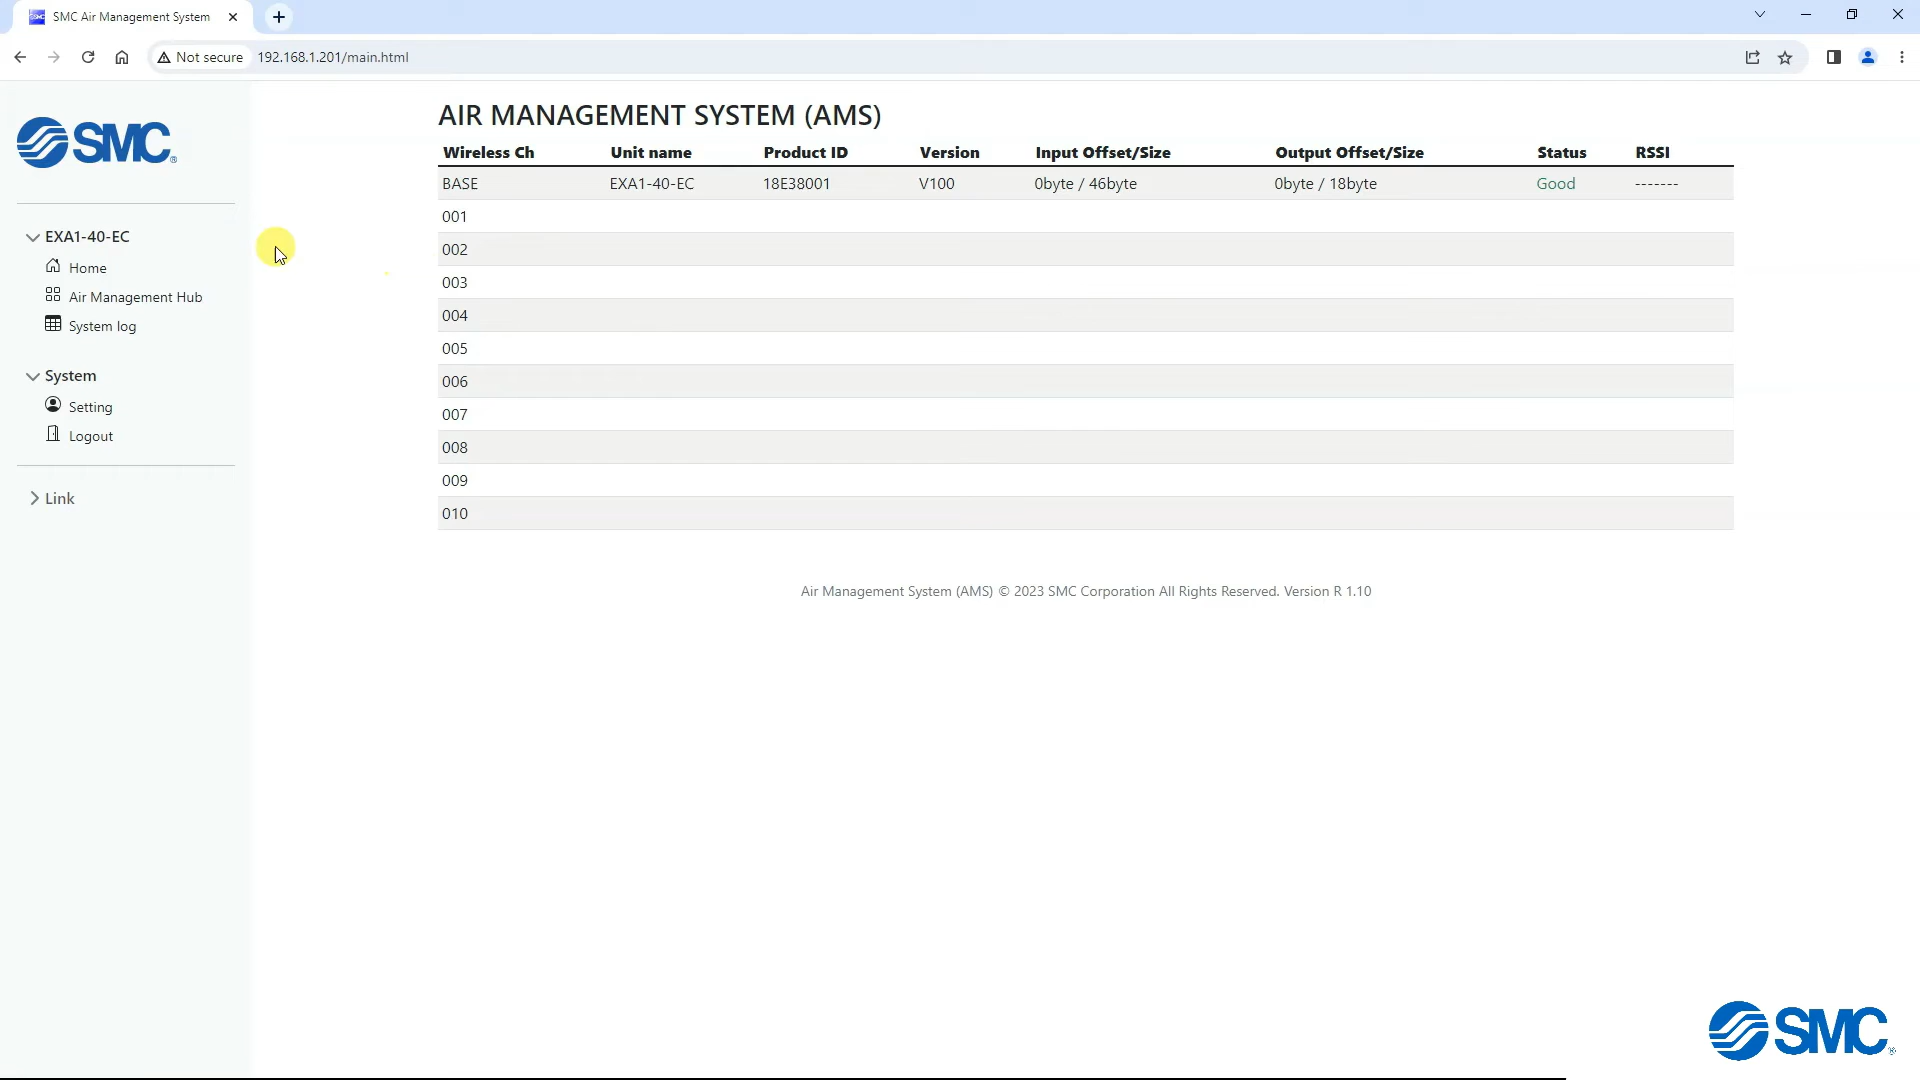 SMC Air Management System
Not secure 192.168.1.201/main.html
SMC
EXA1-40-EC
Home
Air Management Hub
System log
System
Setting
Logout
Link
AIR MANAGEMENT SYSTEM (AMS)
Wireless Ch Unit name Product ID Version Input Offset/Size Output Offset/Size Status RSSI
BASE EXA1-40-EC 18E38001 V100 0byte / 46byte 0byte / 18byte Good -------
001
002
003
004
005
006
007
008
009
010
Air Management System (AMS) © 2023 SMC Corporation All Rights Reserved. Version R 1.10
SMC